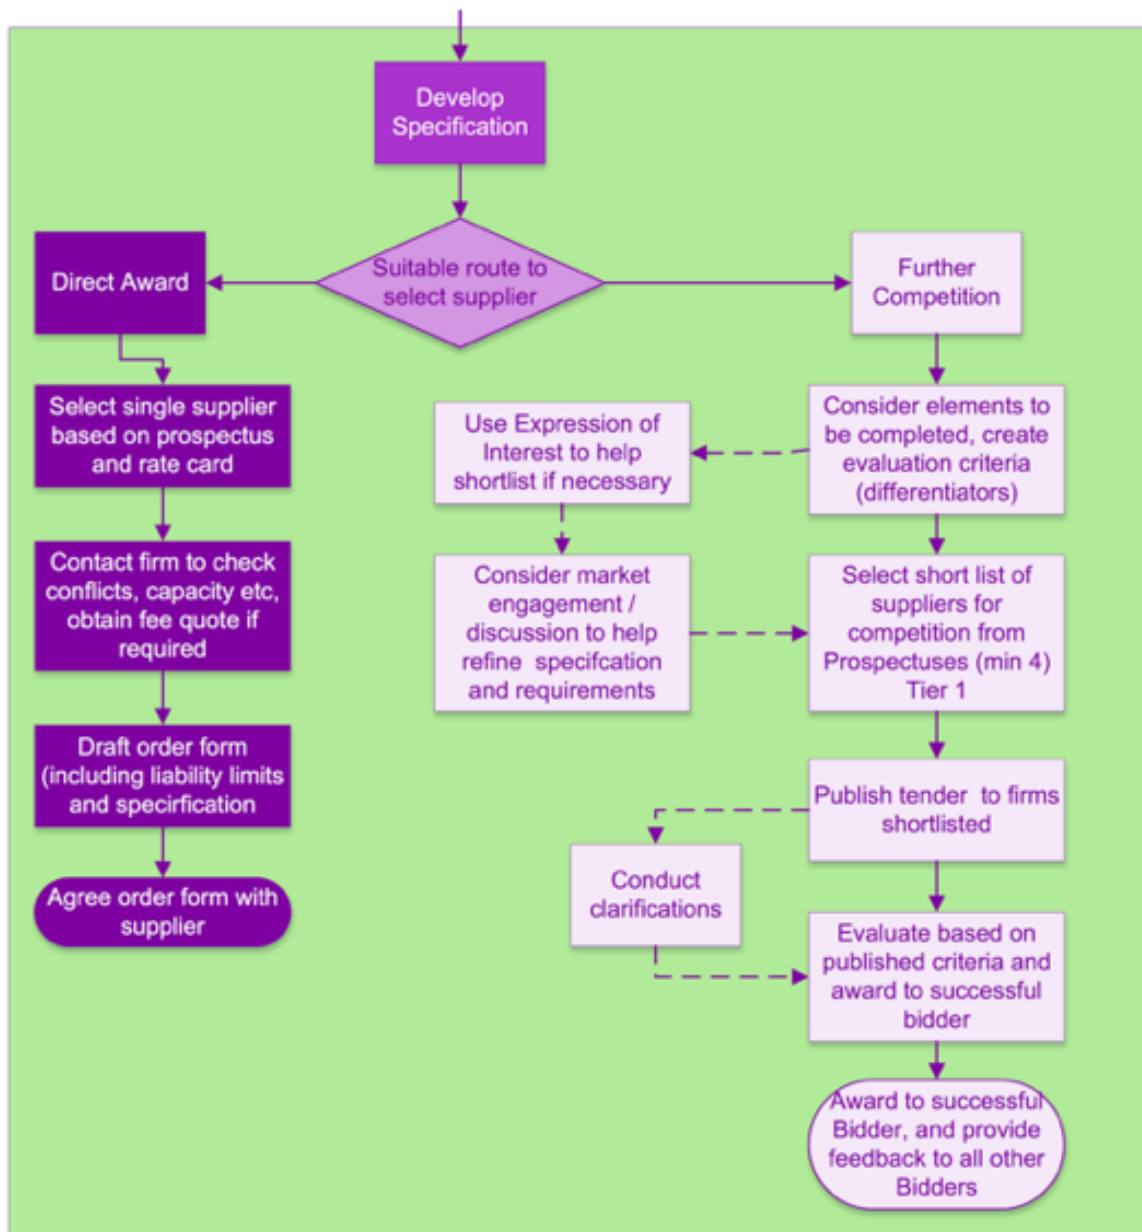 Develop
Specification
Suitable route to
select supplier
Direct Award
Select single supplier
based on prospectus
and rate card
Contact firm to check
conflicts, capacity etc,
obtain fee quote if
required
Draft order form
(including liability limits
and specirfication
Agree order form with
supplier
Further
Competition
Consider elements to
be completed, create
evaluation criteria
(differentiators)
Use Expression of
Interest to help
shortlist if necessary
Consider market
engagement /
discussion to help
refine specifcation
and requirements
Select short list of
suppliers for
competition from
Prospectuses (min 4)
Tier 1
Publish tender to firms
shortlisted
Conduct
clarifications
Evaluate based on
published criteria and
award to successful
bidder
Award to successful
Bidder, and provide
feedback to all other
Bidders